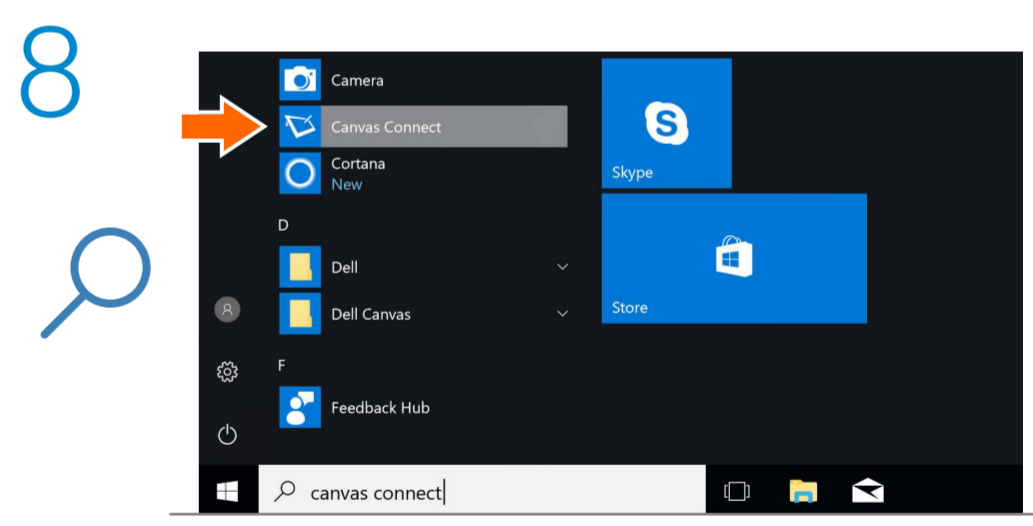 8
Camera
Canvas Connect
Cortana
New
Skype
D
Dell
Dell Canvas
Store
F
Feedback Hub
canvas connect